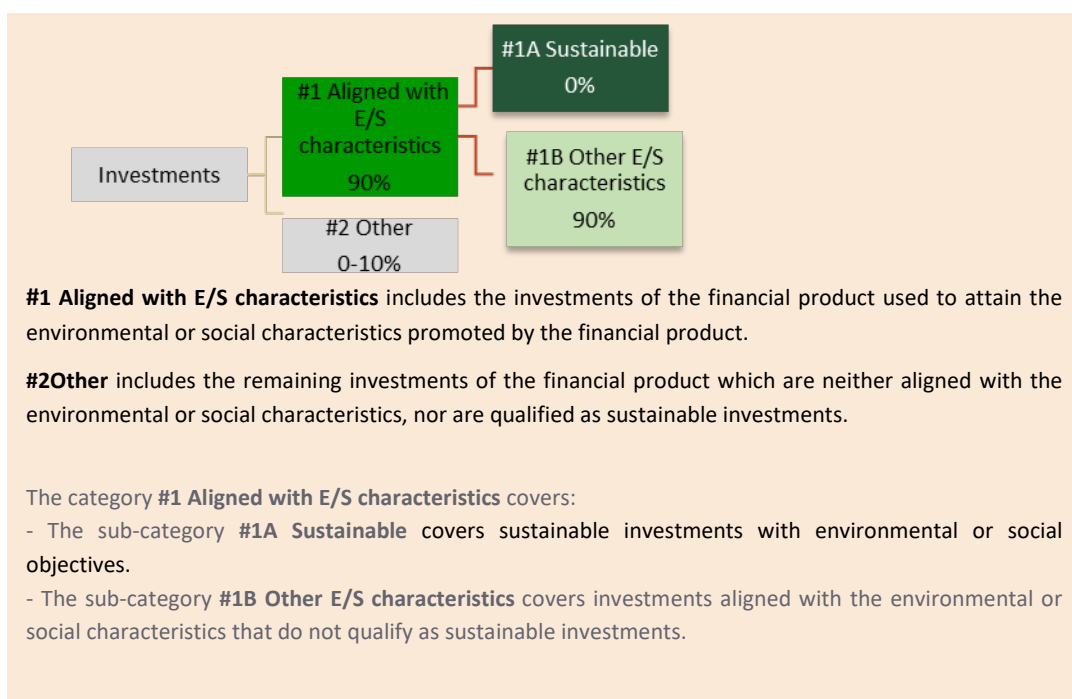 #1A Sustainable
0%
#1 Aligned with
E/S
characteristics
90%
#1B Other E/S
characteristics
90%
Investments
#2 Other
0-10%
#1 Aligned with E/S characteristics includes the investments of the financial product used to attain the
environmental or social characteristics promoted by the financial product.
#2Other includes the remaining investments of the financial product which are neither aligned with the
environmental or social characteristics, nor are qualified as sustainable investments.
The category #1 Aligned with E/S characteristics covers:
- The sub-category #1A Sustainable covers sustainable investments with environmental or social
objectives.
- The sub-category #1B Other E/S characteristics covers investments aligned with the environmental or
social characteristics that do not qualify as sustainable investments.